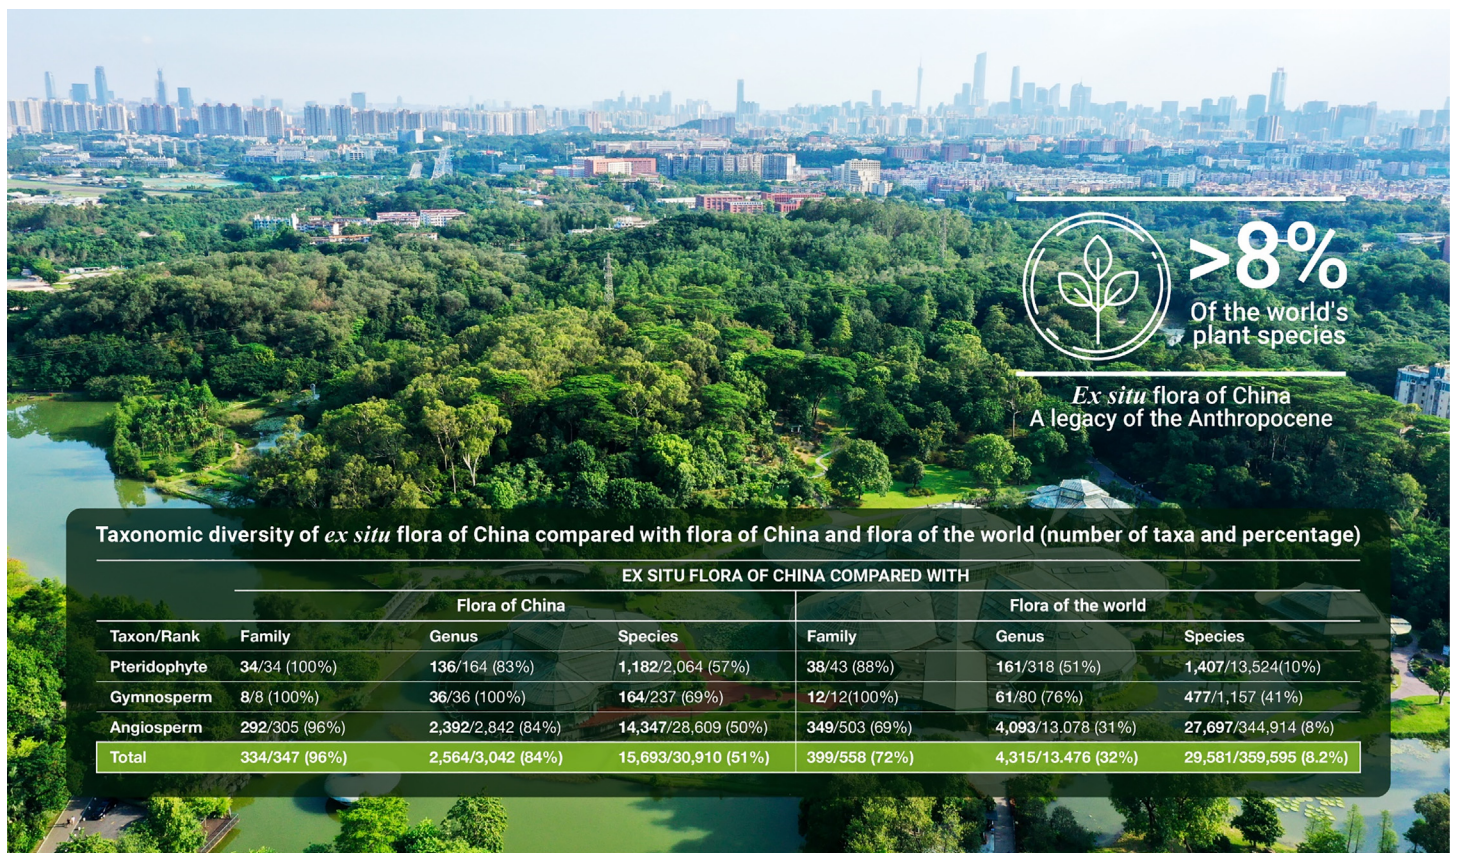 >8%
Of the world's
plant species
Ex situ flora of China
A legacy of the Anthropocene
Taxonomic diversity of ex situ flora of China compared with flora of China and flora of the world (number of taxa and percentage)
EX SITU FLORA OF CHINA COMPARED WITH
Flora of China Flora of the world
Taxon/Rank Family Genus Species Family Genus Species
Pteridophyte 34/34 (100%) 136/164 (83%) 1,182/2,064 (57%) 38/43 (88%) 161/318 (51%) 1,407/13,524(10%)
Gymnosperm 8/8 (100%) 36/36 (100%) 164/237 (69%) 12/12(100%) 61/80 (76%) 477/1,157 (41%)
Angiosperm 292/305 (96%) 2,392/2,842 (84%) 14,347/28,609 (50%) 349/503 (69%) 4,093/13.078 (31%) 27,697/344,914 (8%)
Total 334/347 (96%) 2,564/3,042 (84%) 15,693/30,910 (51%) 399/558 (72%) 4,315/13.476 (32%) 29,581/359,595 (8.2%)